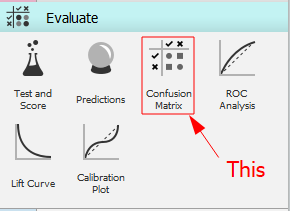 Evaluate
Test and
Score
Predictions
Confusion
Matrix
ROC
Analysis
Lift Curve
Calibration
Plot
This